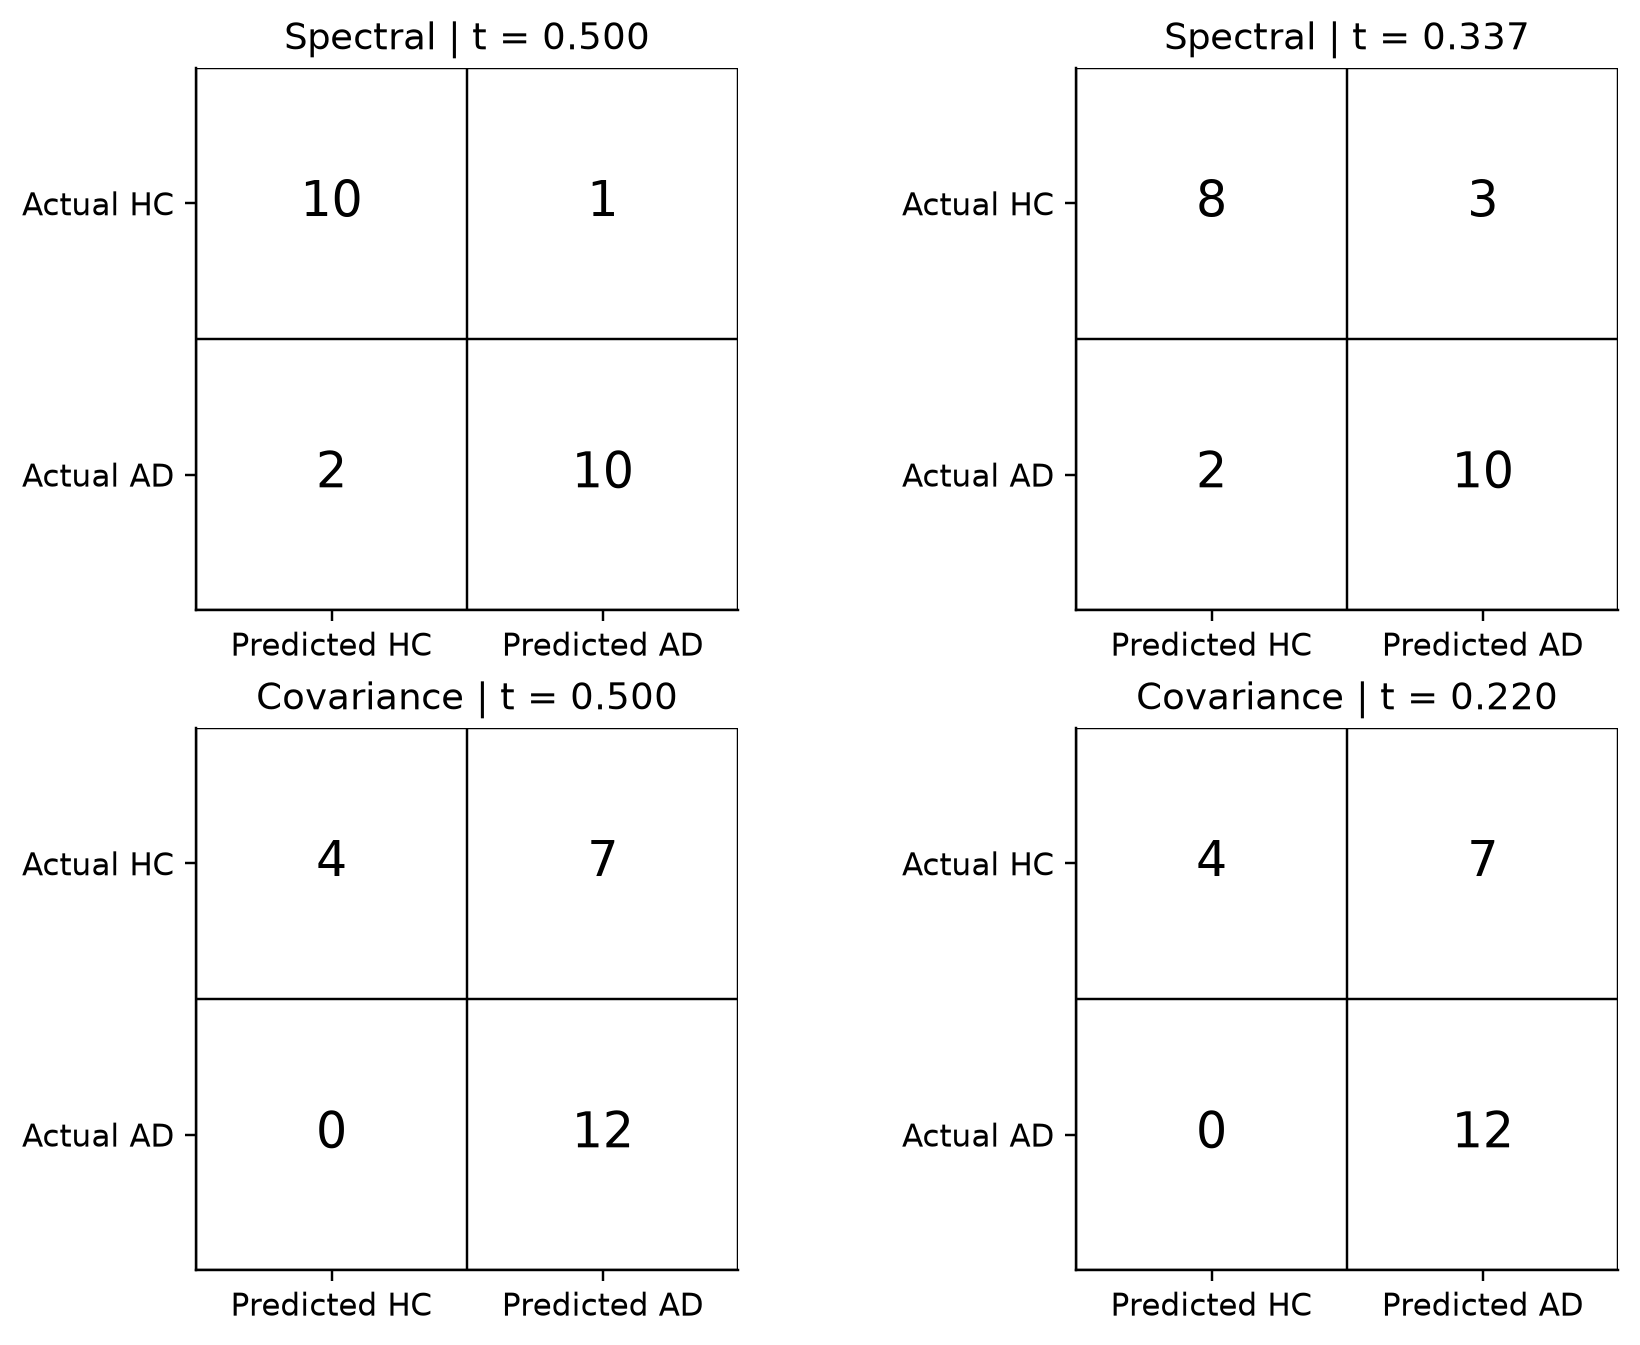 Spectral | t = 0.500
Actual HC
10
1
Actual AD
2
10
Predicted HC
Predicted AD
Spectral | t = 0.337
Actual HC
8
3
Actual AD
2
10
Predicted HC
Predicted AD
Covariance | t = 0.500
Actual HC
4
7
Actual AD
0
12
Predicted HC
Predicted AD
Covariance | t = 0.220
Actual HC
4
7
Actual AD
0
12
Predicted HC
Predicted AD